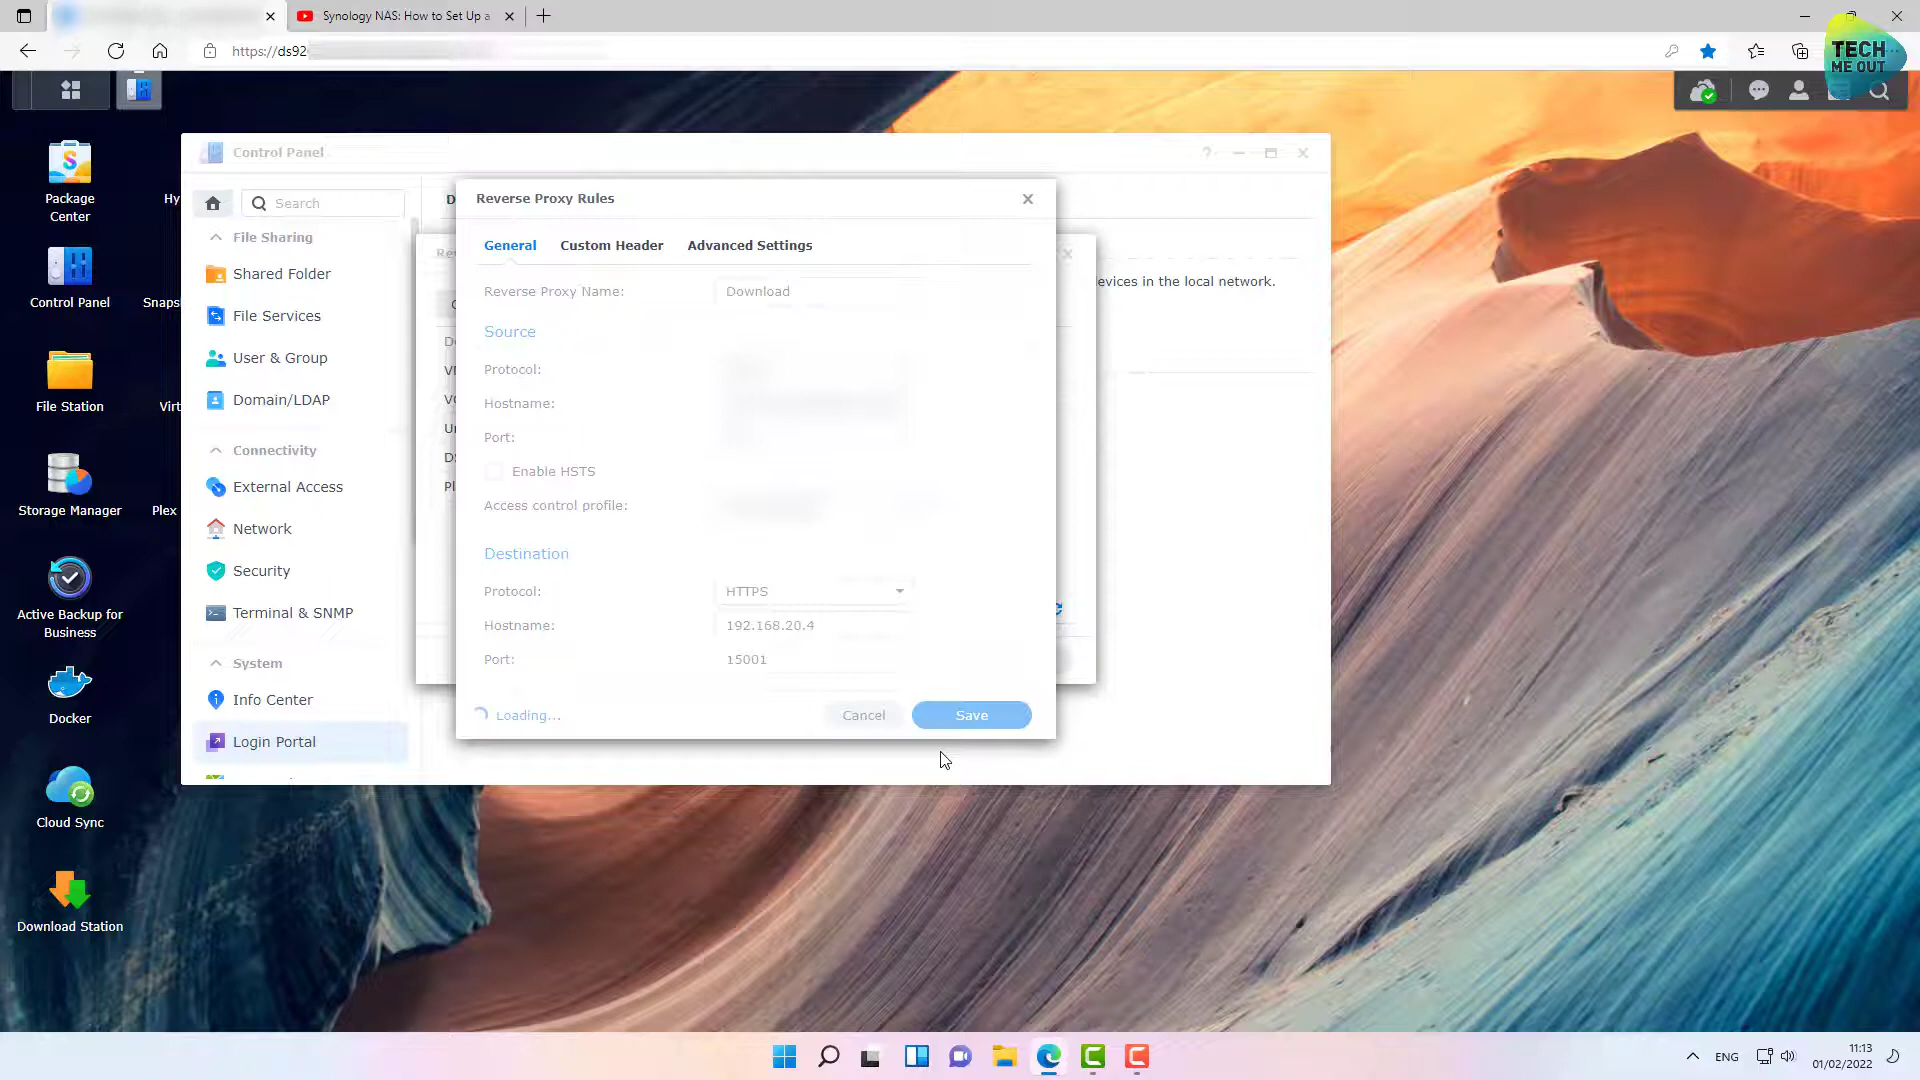 Synology NAS: How to Set Up a
https://ds92
TECH
ME OUT
Package
Center
Hy
Control Panel
Snaps
File Station
Virt
Storage Manager
Plex
Active Backup for
Business
Docker
Cloud Sync
Download Station
Control Panel
Search
File Sharing
Shared Folder
File Services
User & Group
Domain/LDAP
Connectivity
External Access
Network
Security
Terminal & SNMP
System
Info Center
Login Portal
D
evices in the local network.
Re
VC
Un
DS
Pl
Reverse Proxy Rules
General
Custom Header
Advanced Settings
Reverse Proxy Name:
Download
Source
Protocol:
Hostname:
Port:
Enable HSTS
Access control profile:
Destination
Protocol:
HTTPS
Hostname:
192.168.20.4
Port:
15001
Loading...
Cancel
Save
ENG
11:13
01/02/2022